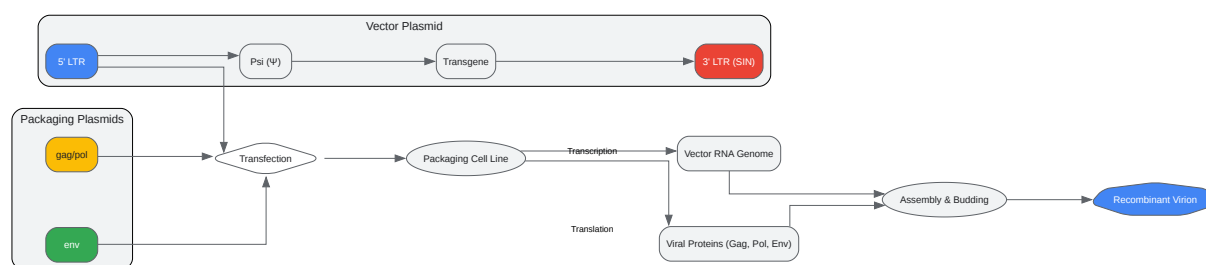 Vector Plasmid
5' LTR
Psi (Ψ)
Transgene
3' LTR (SIN)
Packaging Plasmids
gag/pol
Transfection
Packaging Cell Line
Transcription
Vector RNA Genome
Assembly & Budding
Recombinant Virion
env
Translation
Viral Proteins (Gag, Pol, Env)